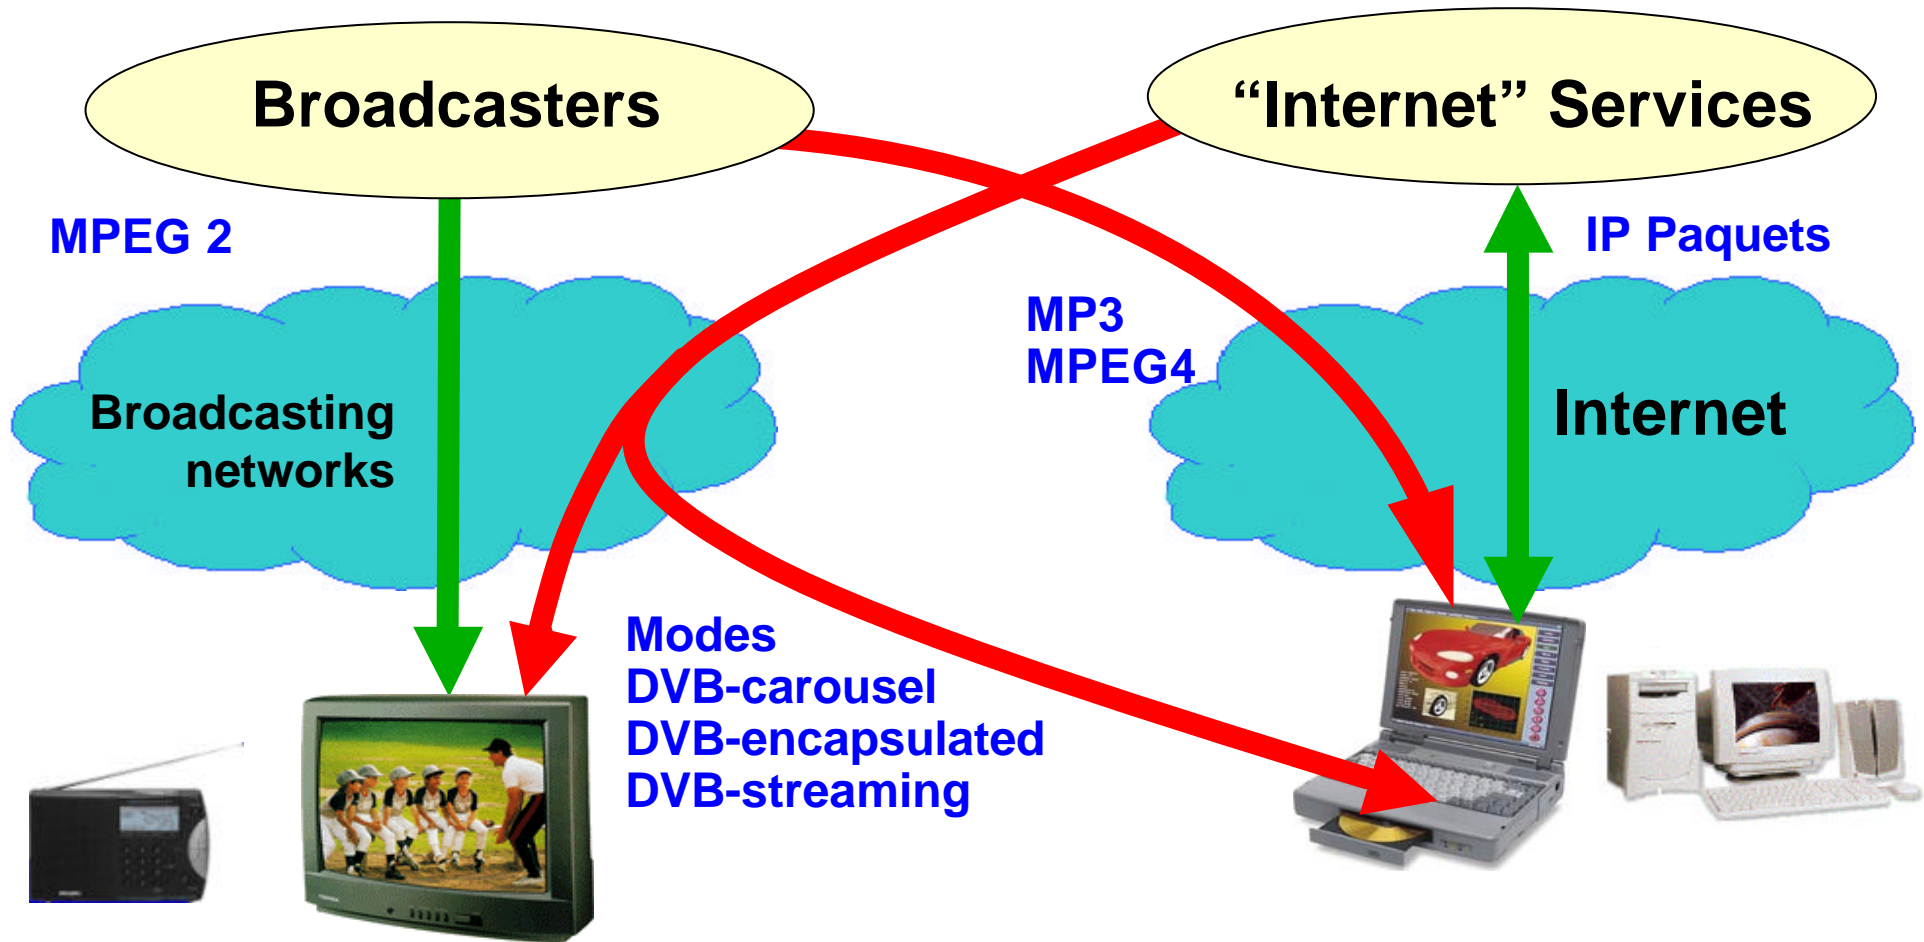 Broadcasters
“Internet” Services
MPEG 2
IP Paquets
MP3
MPEG4
Broadcasting
networks
Internet
Modes
DVB-carousel
DVB-encapsulated
DVB-streaming